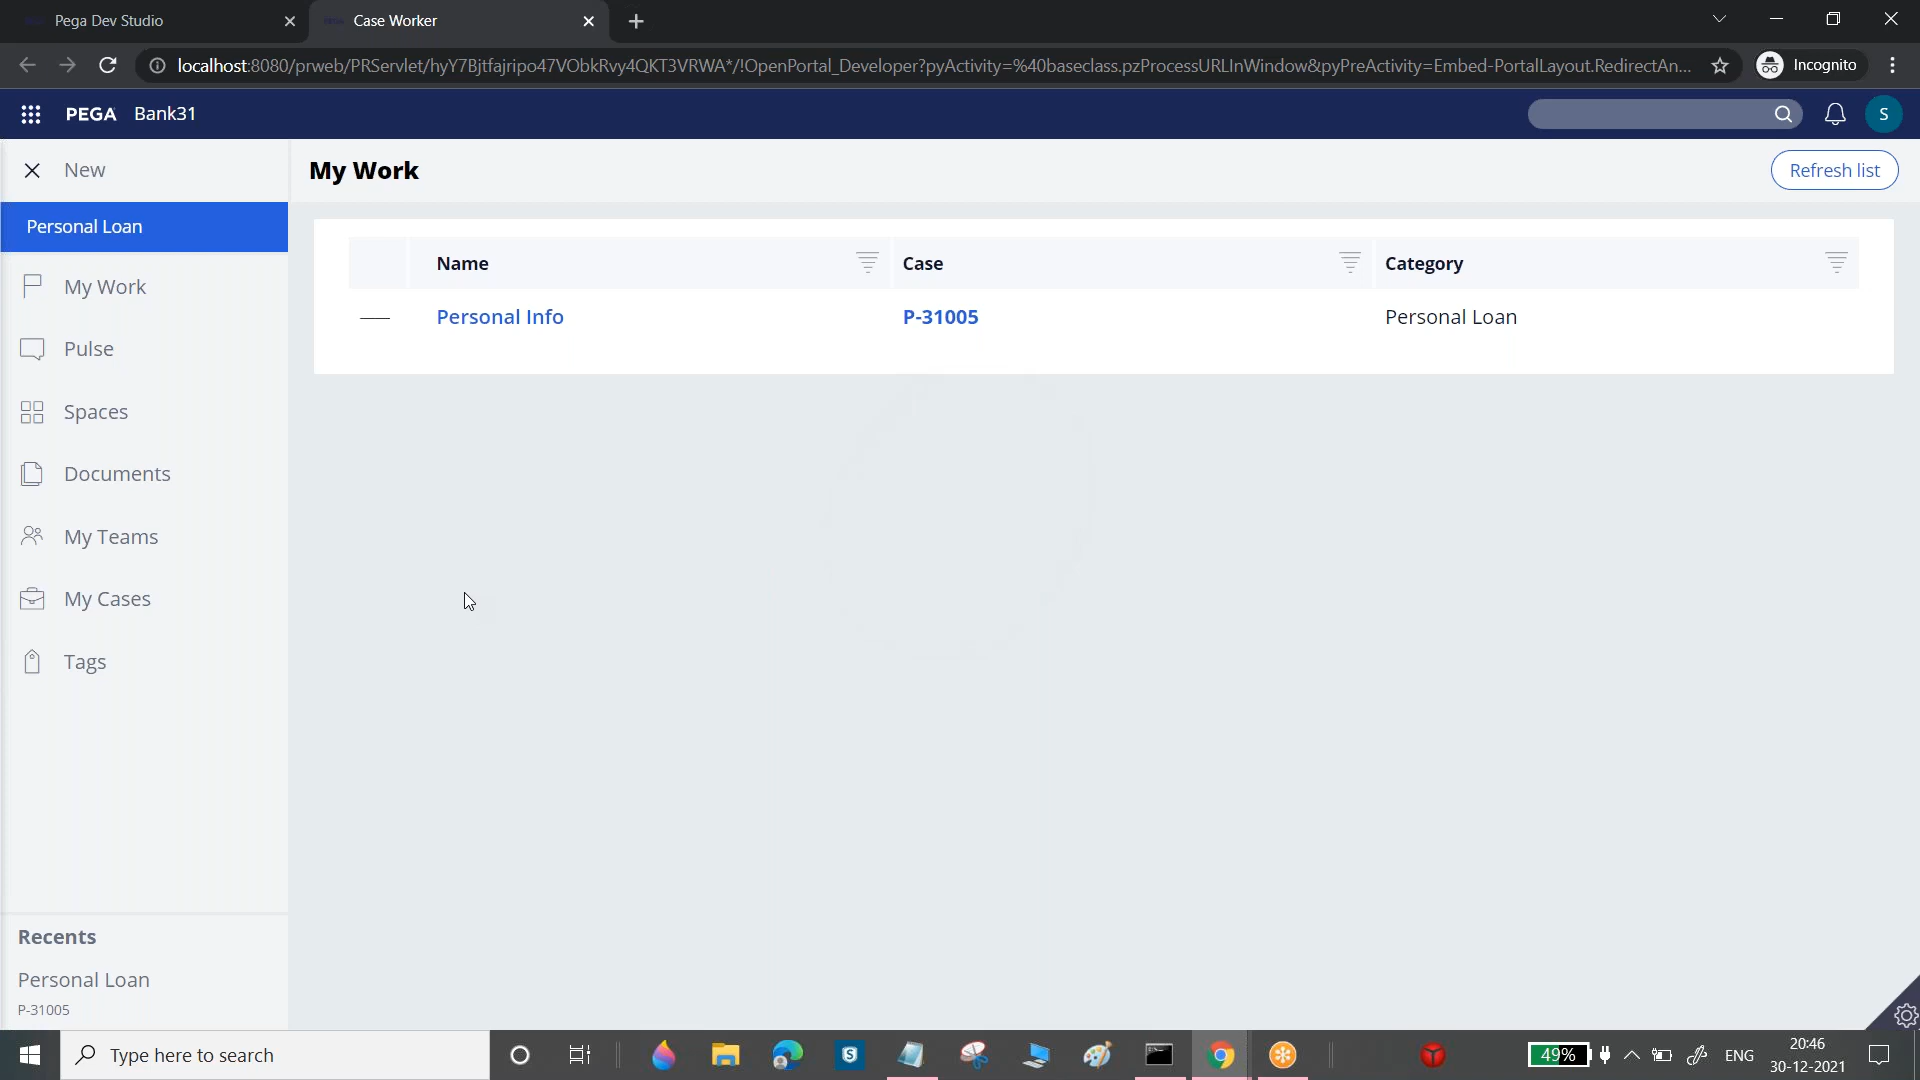 Pega Dev Studio
Case Worker
localhost:8080/prweb/PRServlet/hyY7Bjtfajripo47VObkRvy4QKT3VRWA*/!OpenPortal_Developer?pyActivity=%40baseclass.pzProcessURLInWindow&pyPreActivity=Embed-PortalLayout.RedirectAn...
Incognito
PEGA Bank31
S
New
My Work
Refresh list
Personal Loan
My Work
Pulse
Spaces
Documents
My Teams
My Cases
Tags
Name Case Category
Personal Info P-31005 Personal Loan
Recents
Personal Loan
P-31005
Type here to search
S
49%
ENG
20:46
30-12-2021